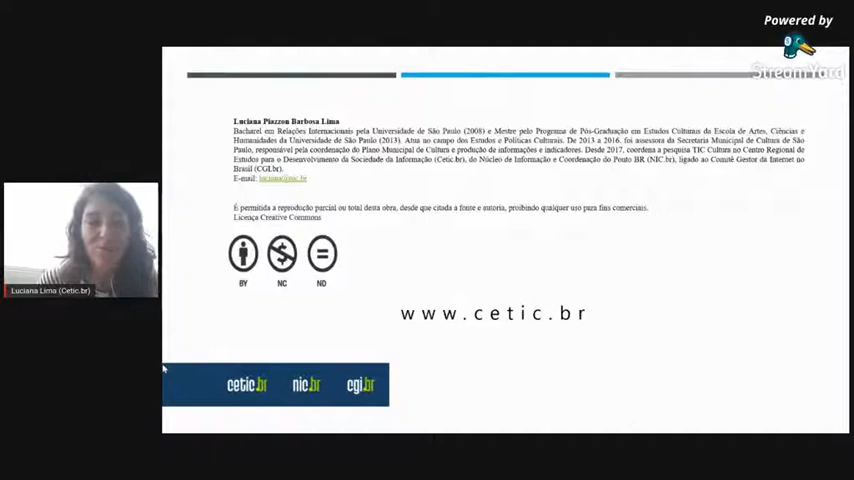 Powered by
StreamYard
Luciana Piazzon Barbosa Lima
Bacharel em Relações Internacionais pela Universidade de São Paulo (2008) e Mestre pelo Programa de Pós-Graduação em Estudos Culturais da Escola de Artes, Ciências e
Humanidades da Universidade de São Paulo (2013). Atua no campo dos Estudos e Políticas Culturais. De 2013 a 2016, foi assessora da Secretaria Municipal de Cultura de São
Paulo, responsável pela coordenação do Plano Municipal de Cultura e produção de informações e indicadores. Desde 2017, coordena a pesquisa TIC Cultura no Centro Regional de
Estudos para o Desenvolvimento da Sociedade da Informação (Cetic.br), do Núcleo de Informação e Coordenação do Ponto BR (NIC.br), ligado ao Comitê Gestor da Internet no
Brasil (CGI.br).
E-mail: luciana@nic.br
É permitida a reprodução parcial ou total desta obra, desde que citada a fonte e autoria, proibindo qualquer uso para fins comerciais.
Licença Creative Commons
BY NC ND
Luciana Lima (Cetic.br)
www.cetic.br
cetic.br nic.br cgi.br